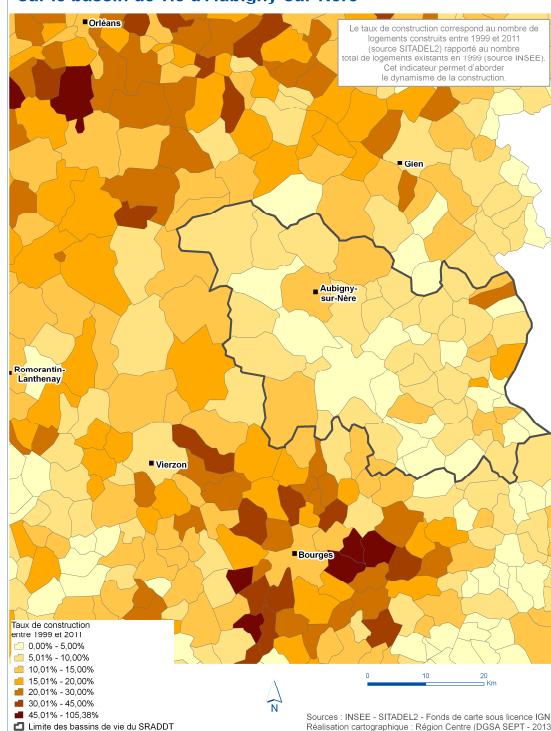 sur le bassin de vie d'Aubigny-sur-Nère
Orléans
Le taux de construction correspond au nombre de
logements construits entre 1999 et 2011
(source SITADEL2) rapporté au nombre
total de logements existants en 1999 (source INSEE).
Cet indicateur permet d'aborder
le dynamisme de la construction.
Gien
Aubigny-
sur-Nère
Romorantin-
Lanthenay
Vierzon
Bourges
Taux de construction
entre 1999 et 2011
0.00% - 5,00%
5,01% - 10,00%
10,01% - 15,00%
15,01% - 20,00%
20,01% - 30,00%
30,01% - 45,00%
45,01% - 105,38%
Limite des bassins de vie du SRADDT
0 10 20
Km
N
Sources : INSEE - SITADEL2 - Fonds de carte sous licence IGN
Réalisation cartographique : Région Centre (DGSA SEPT - 2013